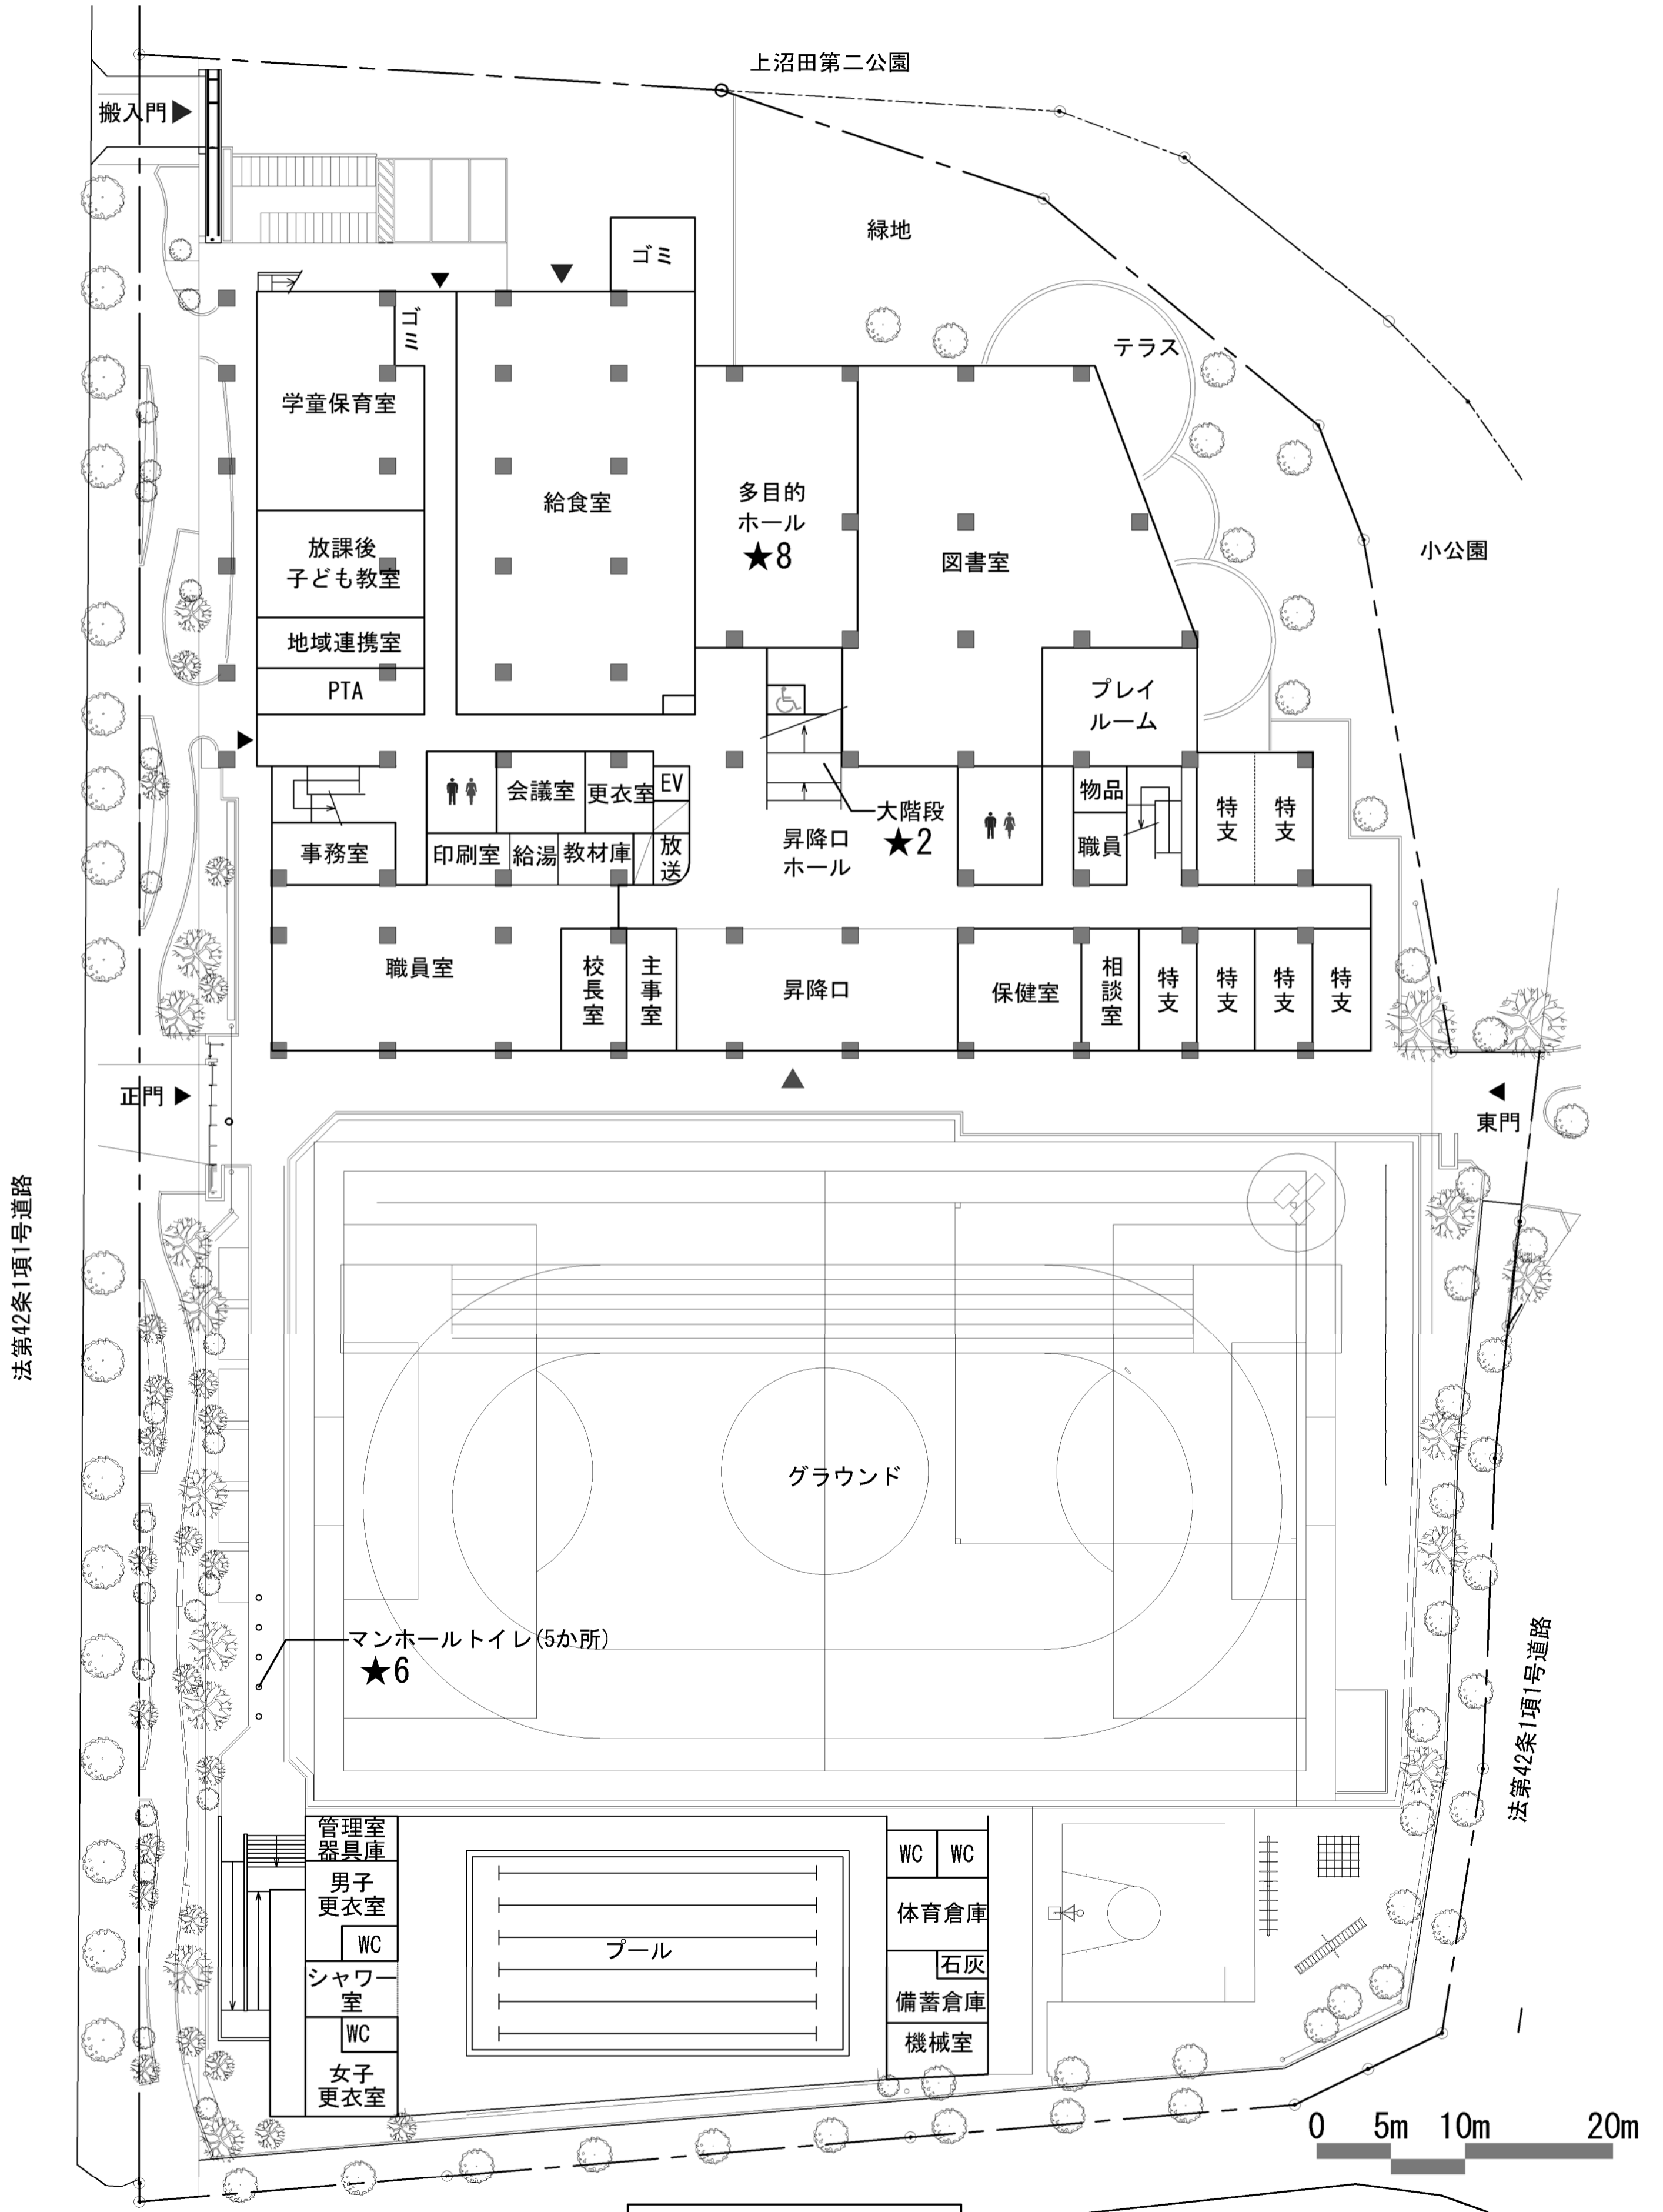 上沼田第二公園
搬入門
緑地
ゴミ
ゴミ
テラス
学童保育室
給食室
多目的
ホール
★8
図書室
小公園
放課後
子ども教室
地域連携室
PTA
プレイ
ルーム
会議室
更衣室
EV
物品
特支
特支
大階段
★2
昇降口
ホール
事務室
印刷室
給湯
教材庫
放送
職員
職員室
校長室
主事室
昇降口
保健室
相談室
特支
特支
特支
特支
正門
東門
法第42条1項1号道路
グラウンド
マンホールトイレ(5か所)
★6
法第42条1項1号道路
管理室
器具庫
男子
更衣室
WC
シャワー
室
WC
女子
更衣室
プール
WC
WC
体育倉庫
石灰
備蓄倉庫
機械室
0 5m 10m 20m